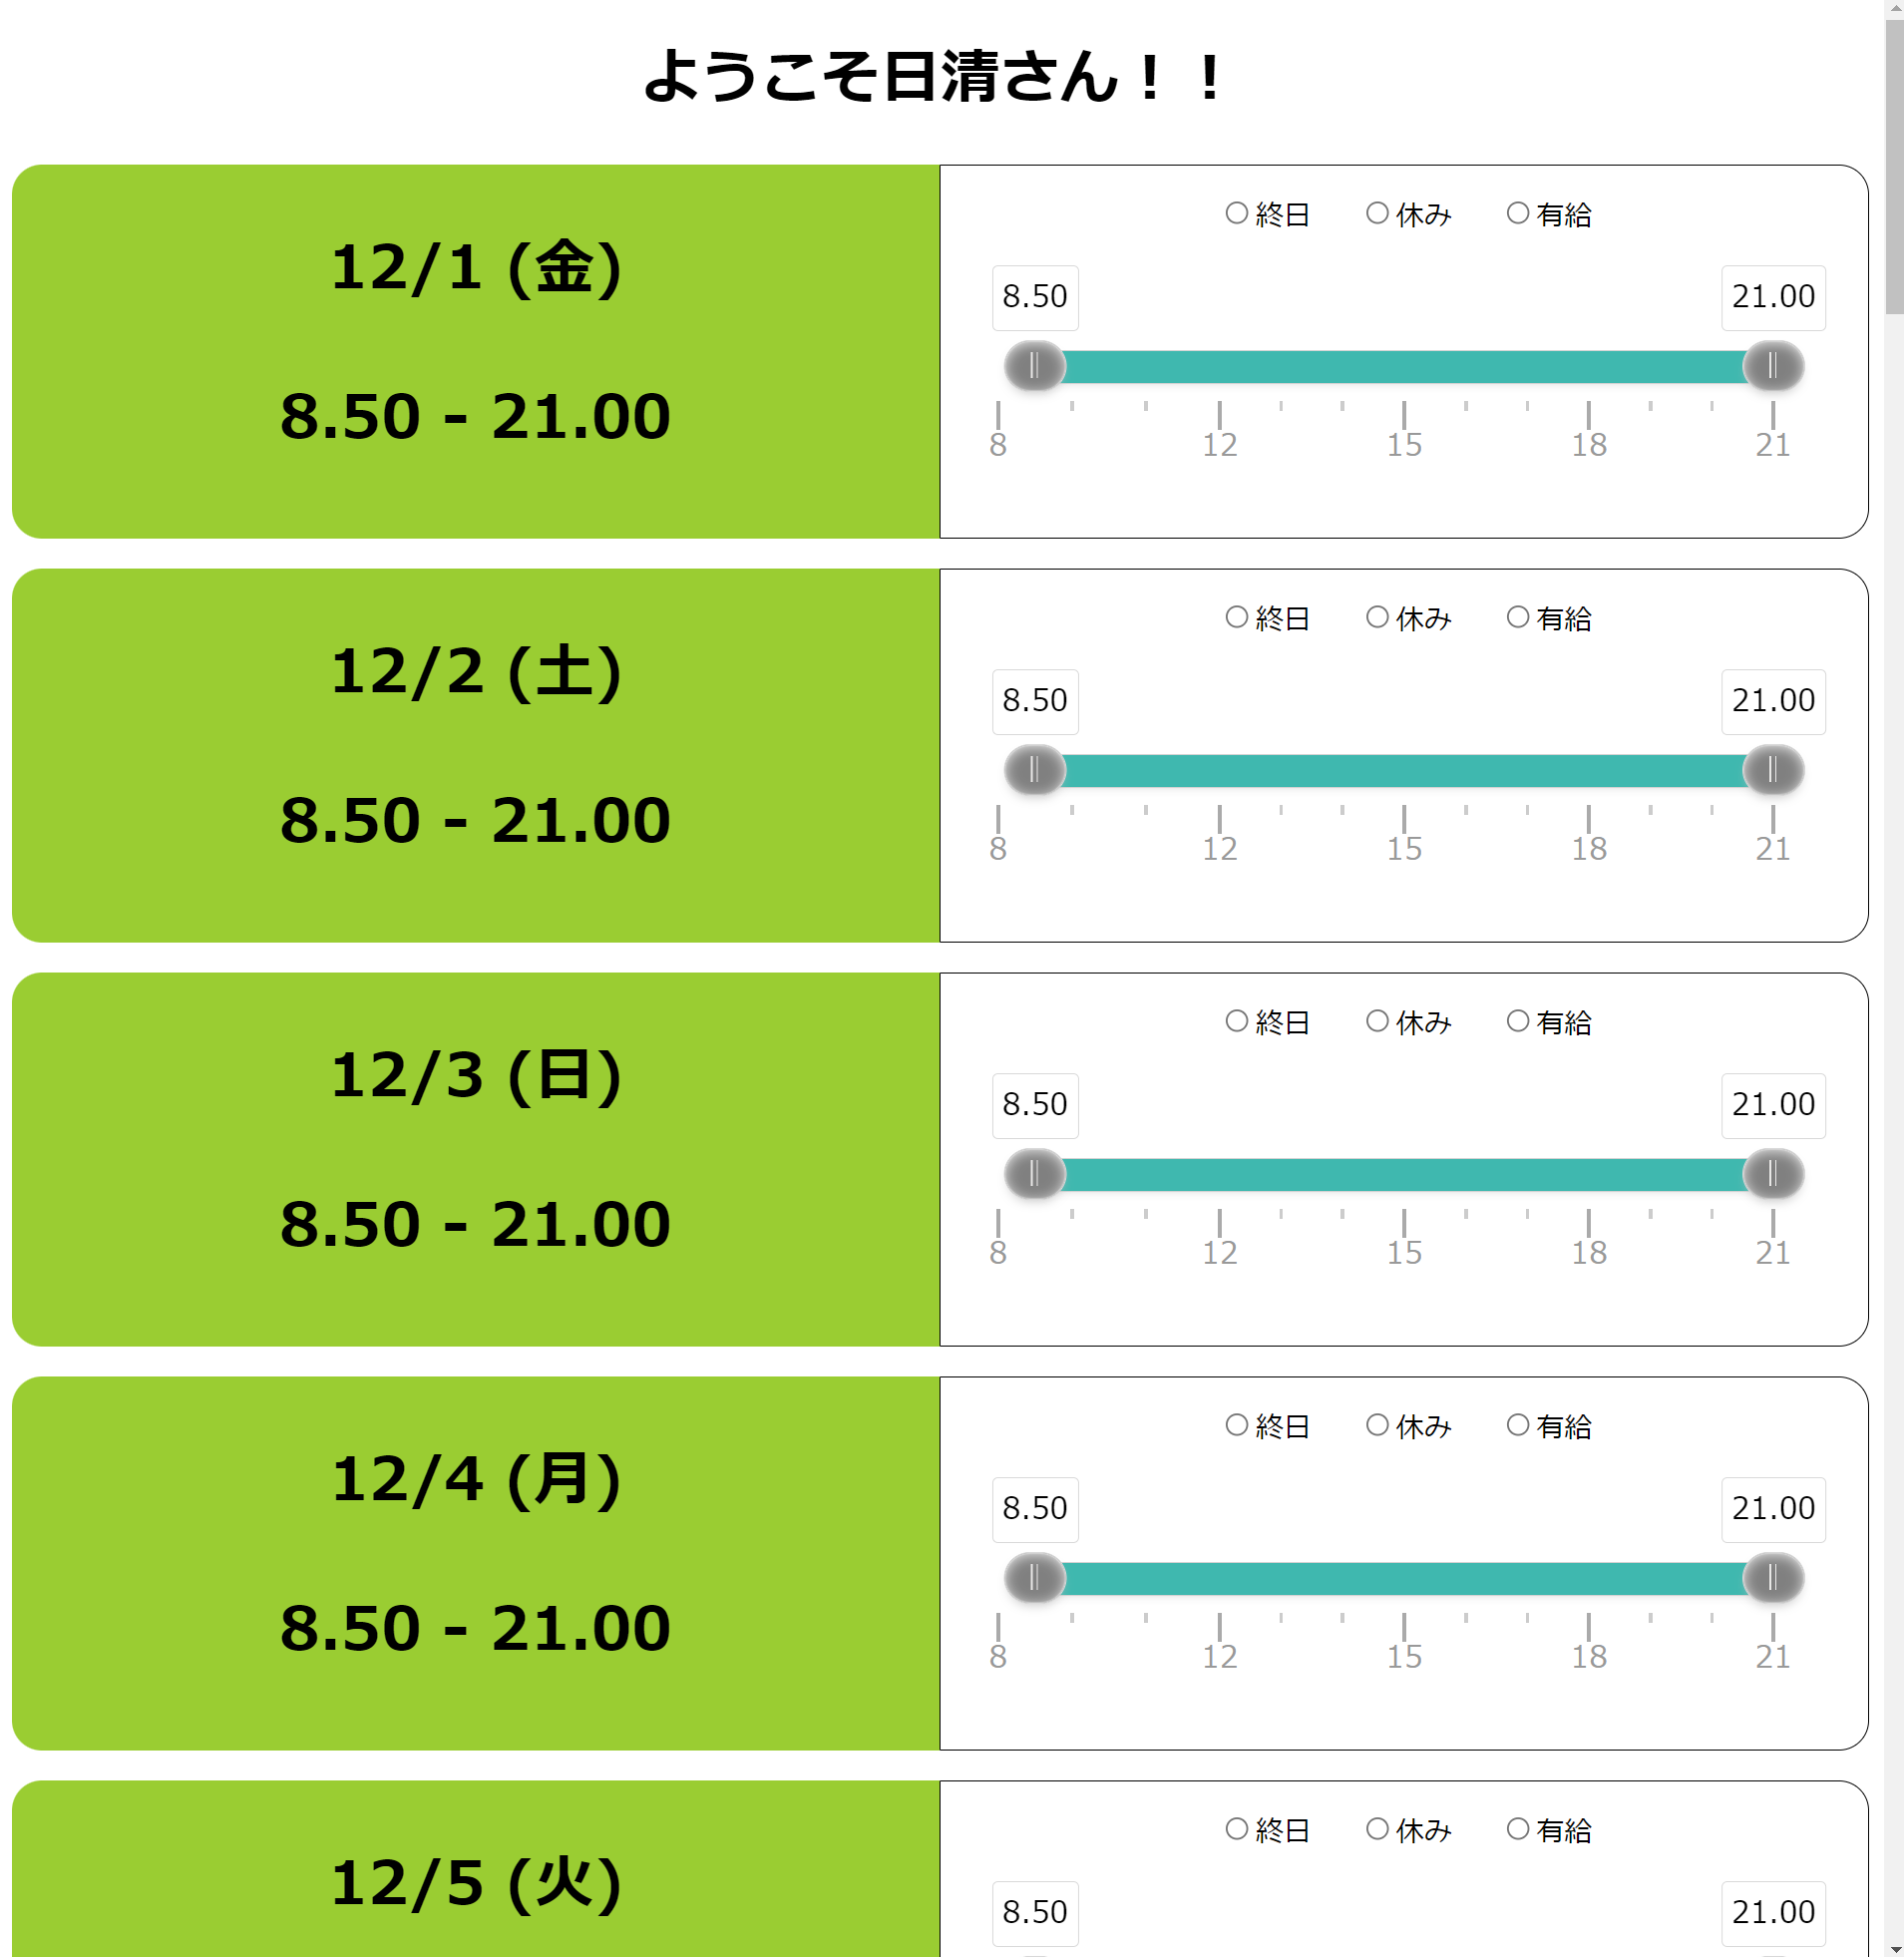 ようこそ日清さん！！
12/1 (金)
8.50 - 21.00
終日 休み 有給
8.50 21.00
8 12 15 18 21
12/2 (土)
8.50 - 21.00
終日 休み 有給
8.50 21.00
8 12 15 18 21
12/3 (日)
8.50 - 21.00
終日 休み 有給
8.50 21.00
8 12 15 18 21
12/4 (月)
8.50 - 21.00
終日 休み 有給
8.50 21.00
8 12 15 18 21
12/5 (火)
終日 休み 有給
8.50 21.00